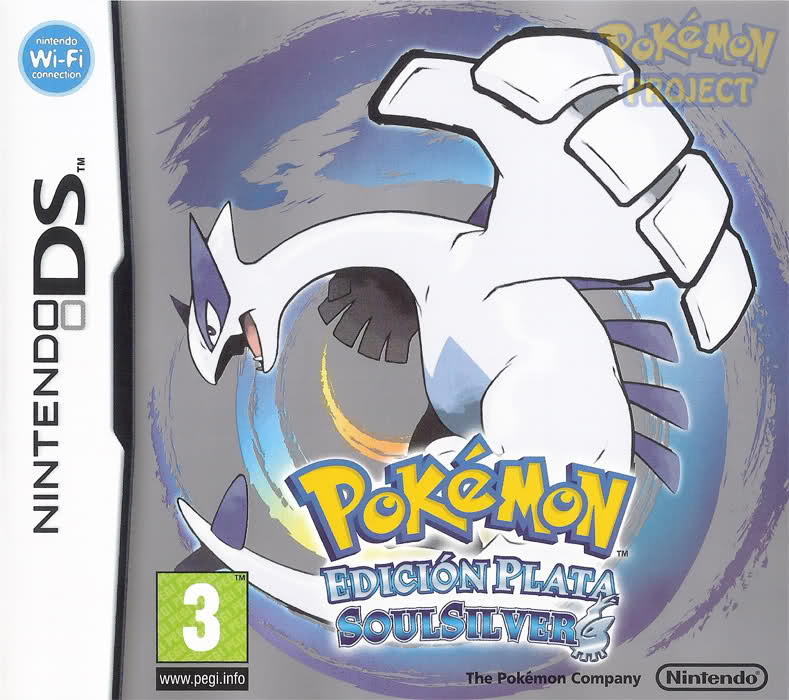 nintendo
Wi-Fi
connection
NINTENDO DS™
POKÉMON
PROJECT
POKÉMON™
EDICIÓN PLATA
SOULSILVER
3™
www.pegi.info
The Pokémon Company
Nintendo®